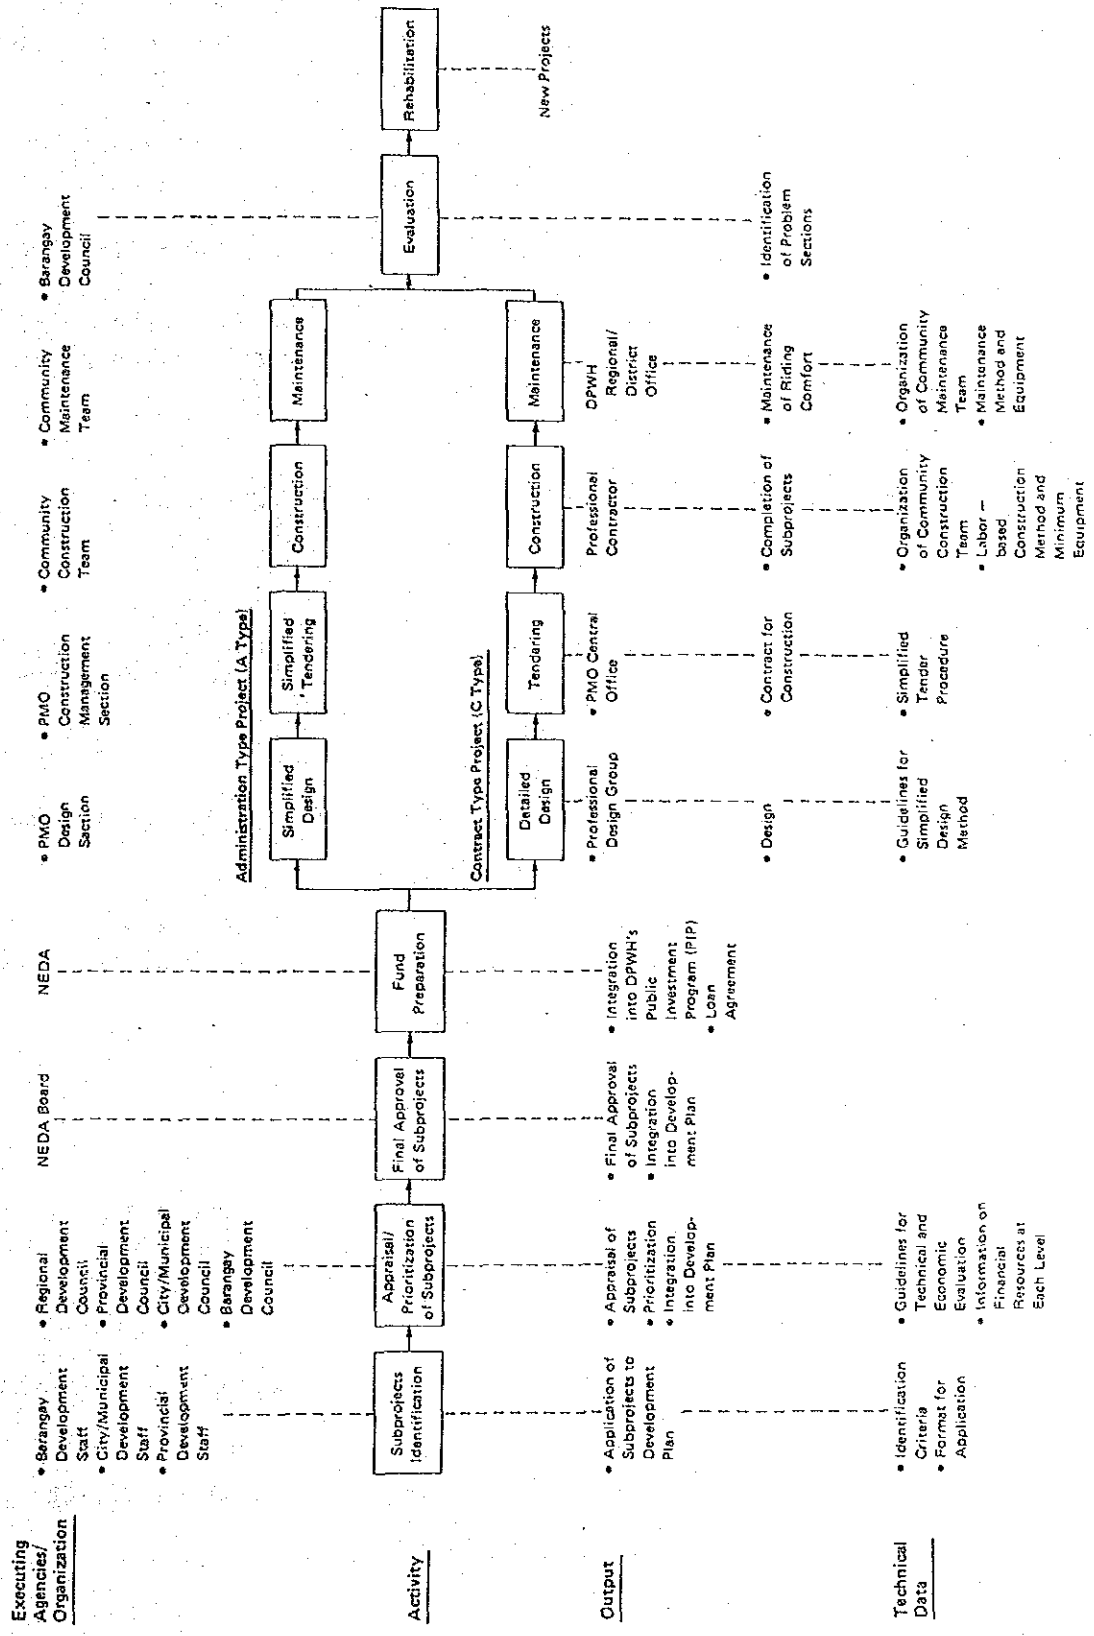 Executing
Agencies/
Organization
• Barangay
Development
Staff
• City/Municipal
Development
Staff
• Provincial
Development
Staff
• Regional
Development
Council
• Provincial
Development
Council
• City/Municipal
Development
Council
• Barangay
Development
Council
NEDA Board
NEDA
• PMO
Design
Section
• PMO
Construction
Management
Section
• Community
Construction
Team
• Community
Maintenance
Team
• Barangay
Development
Council
Administration Type Project (A Type)
Simplified
Design
Simplified
Tendering
Construction
Maintenance
Activity
Subprojects
Identification
Appraisal/
Prioritization
of Subprojects
Final Approval
of Subprojects
Fund
Preparation
Evaluation
Rehabilitation
Contract Type Project (C Type)
Detailed
Design
Tendering
Construction
Maintenance
• Professional
Design Group
• PMO Central
Office
Professional
Contractor
DPWH
Regional/
District
Office
New Projects
Output
• Application of
Subprojects to
Development
Plan
• Appraisal of
Subprojects
• Prioritization
• Integration
into Develop-
ment Plan
• Final Approval
of Subprojects
• Integration
into Develop-
ment Plan
• Integration
into DPWH's
Public
Investment
Program (PIP)
• Loan
Agreement
• Design
• Contract for
Construction
• Completion of
Subprojects
• Maintenance
of Riding
Comfort
• Identification
of Problem
Sections
Technical
Data
• Identification
Criteria
• Format for
Application
• Guidelines for
Technical and
Economic
Evaluation
• Information on
Financial
Resources at
Each Level
• Guidelines for
Simplified
Design
Method
• Simplified
Tender
Procedure
• Organization
of Community
Construction
Team
• Labor –
based
Construction
Method and
Minimum
Equipment
• Organization
of Community
Maintenance
Team
• Maintenance
Method and
Equipment